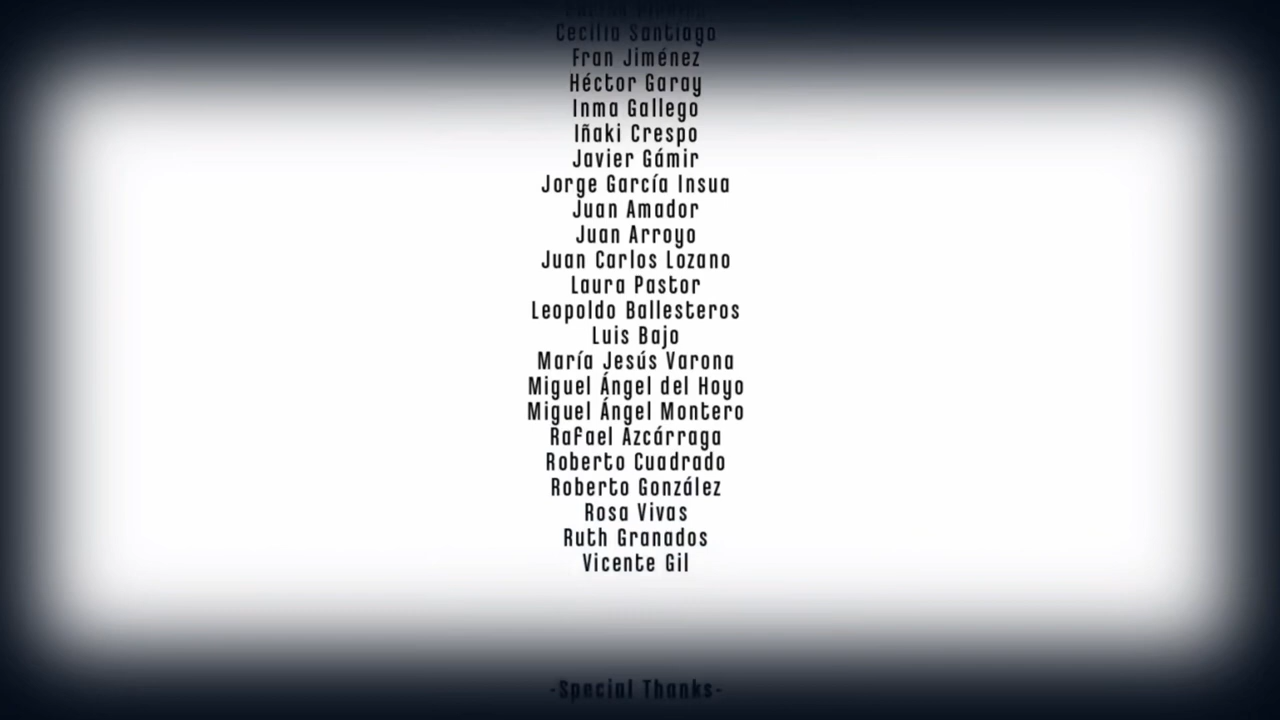 Cecilio Santiago
Fran Jiménez
Héctor Garay
Inma Gallego
Iñaki Crespo
Javier Gámir
Jorge García Insua
Juan Amador
Juan Arroyo
Juan Carlos Lozano
Laura Pastor
Leopoldo Ballesteros
Luis Bajo
María Jesús Varona
Miguel Ángel del Hoyo
Miguel Ángel Montero
Rafael Azcárraga
Roberto Cuadrado
Roberto González
Rosa Vivas
Ruth Granados
Vicente Gil
-Special Thanks-